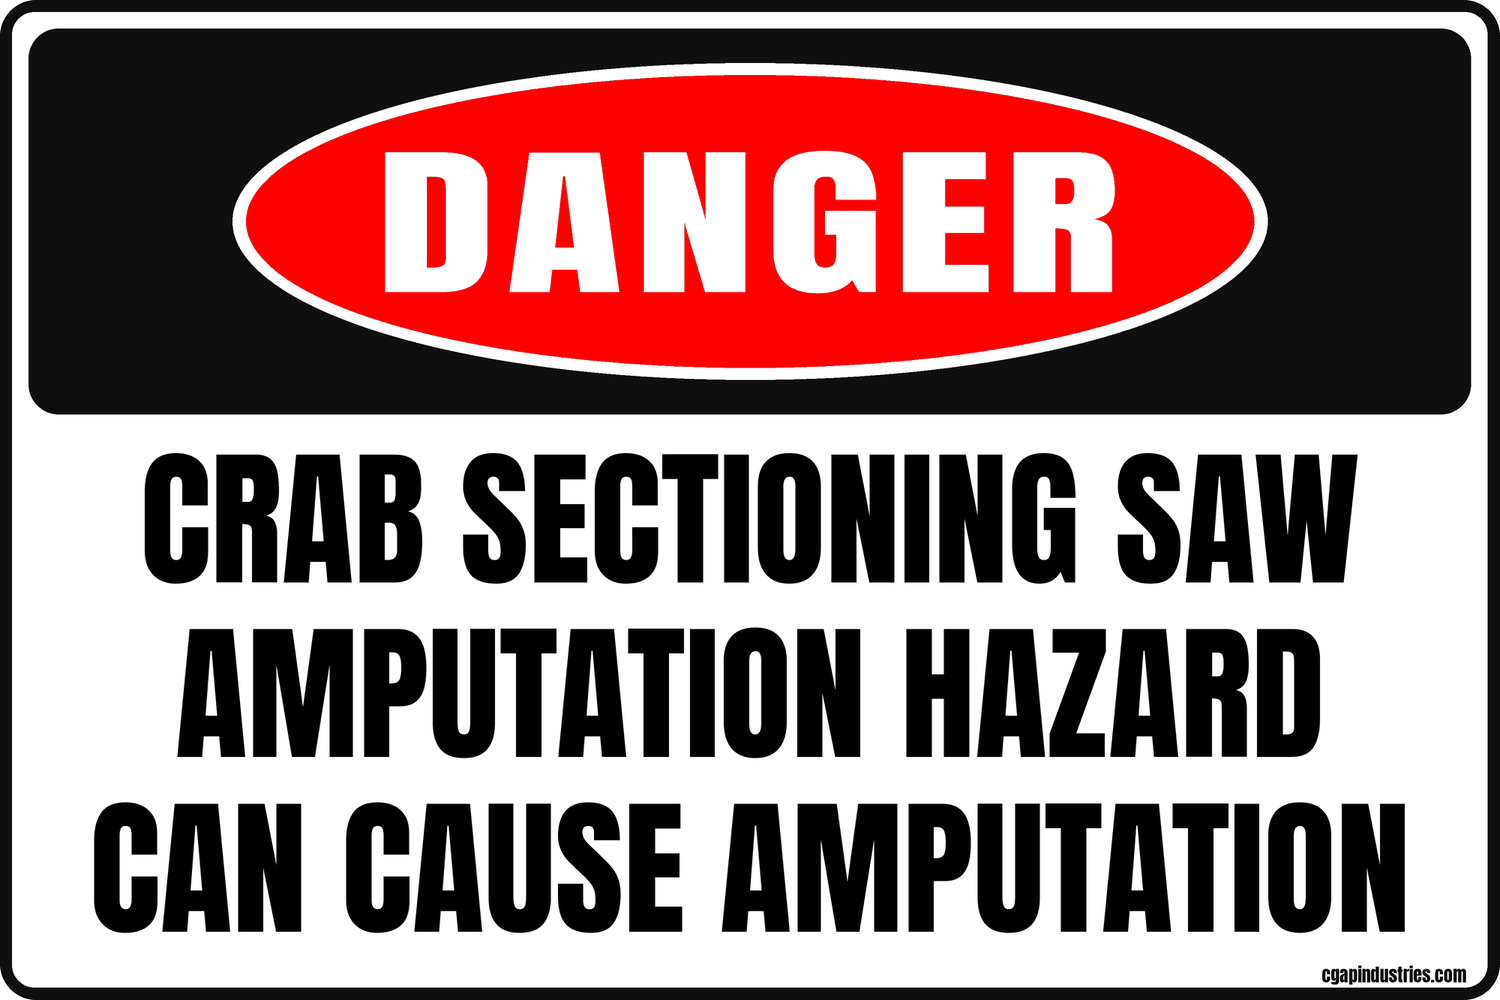 DANGER
CRAB SECTIONING SAW
AMPUTATION HAZARD
CAN CAUSE AMPUTATION
cgapindustries.com